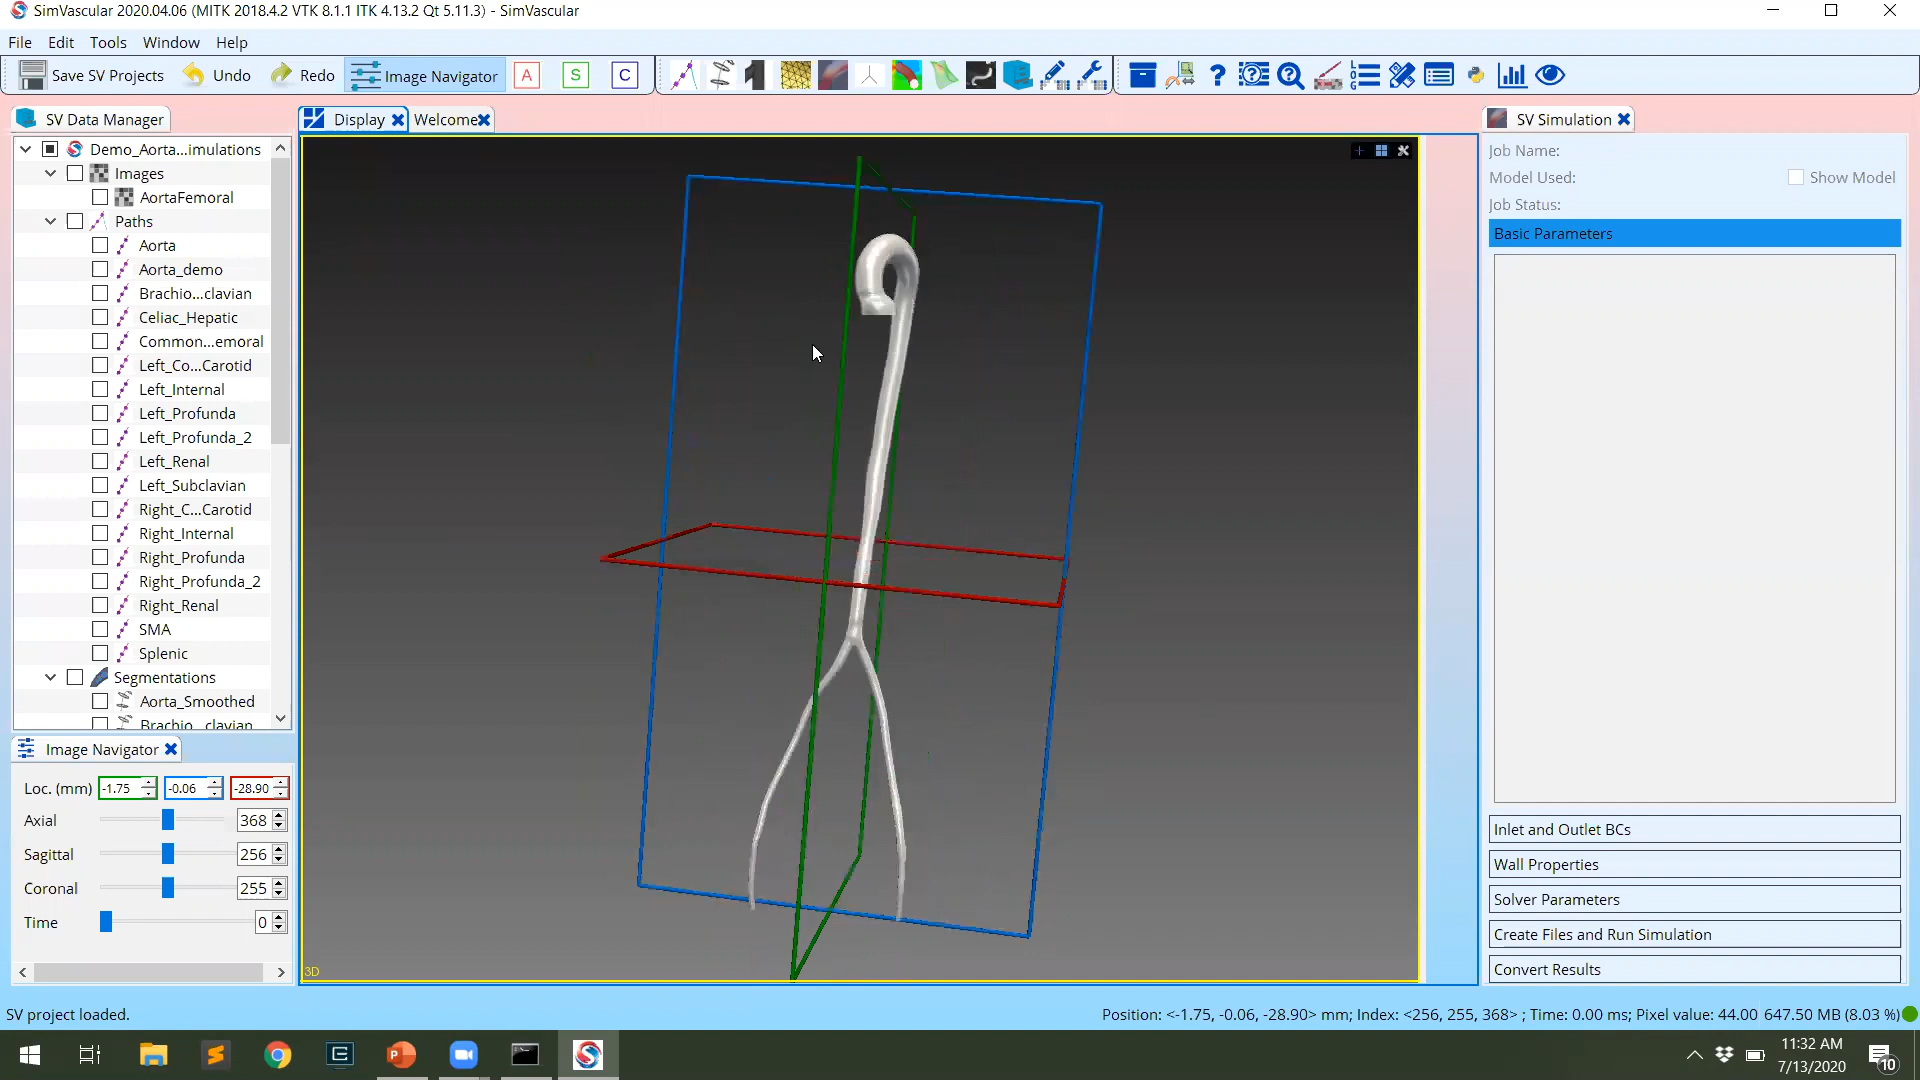 SimVascular 2020.04.06 (MITK 2018.4.2 VTK 8.1.1 ITK 4.13.2 Qt 5.11.3) - SimVascular
File Edit Tools Window Help
Save SV Projects Undo Redo Image Navigator A S C
SV Data Manager
Display Welcome
SV Simulation
Demo_Aorta...imulations
Images
AortaFemoral
Paths
Aorta
Aorta_demo
Brachio...clavian
Celiac_Hepatic
Common...emoral
Left_Co...Carotid
Left_Internal
Left_Profunda
Left_Profunda_2
Left_Renal
Left_Subclavian
Right_C...Carotid
Right_Internal
Right_Profunda
Right_Profunda_2
Right_Renal
SMA
Splenic
Segmentations
Aorta_Smoothed
Brachio...clavian
Image Navigator
Loc. (mm) -1.75 -0.06 -28.90
Axial 368
Sagittal 256
Coronal 255
Time 0
3D
Job Name:
Model Used: Show Model
Job Status:
Basic Parameters
Inlet and Outlet BCs
Wall Properties
Solver Parameters
Create Files and Run Simulation
Convert Results
SV project loaded.
Position: <-1.75, -0.06, -28.90> mm; Index: <256, 255, 368> ; Time: 0.00 ms; Pixel value: 44.00 647.50 MB (8.03 %)
11:32 AM
7/13/2020
10